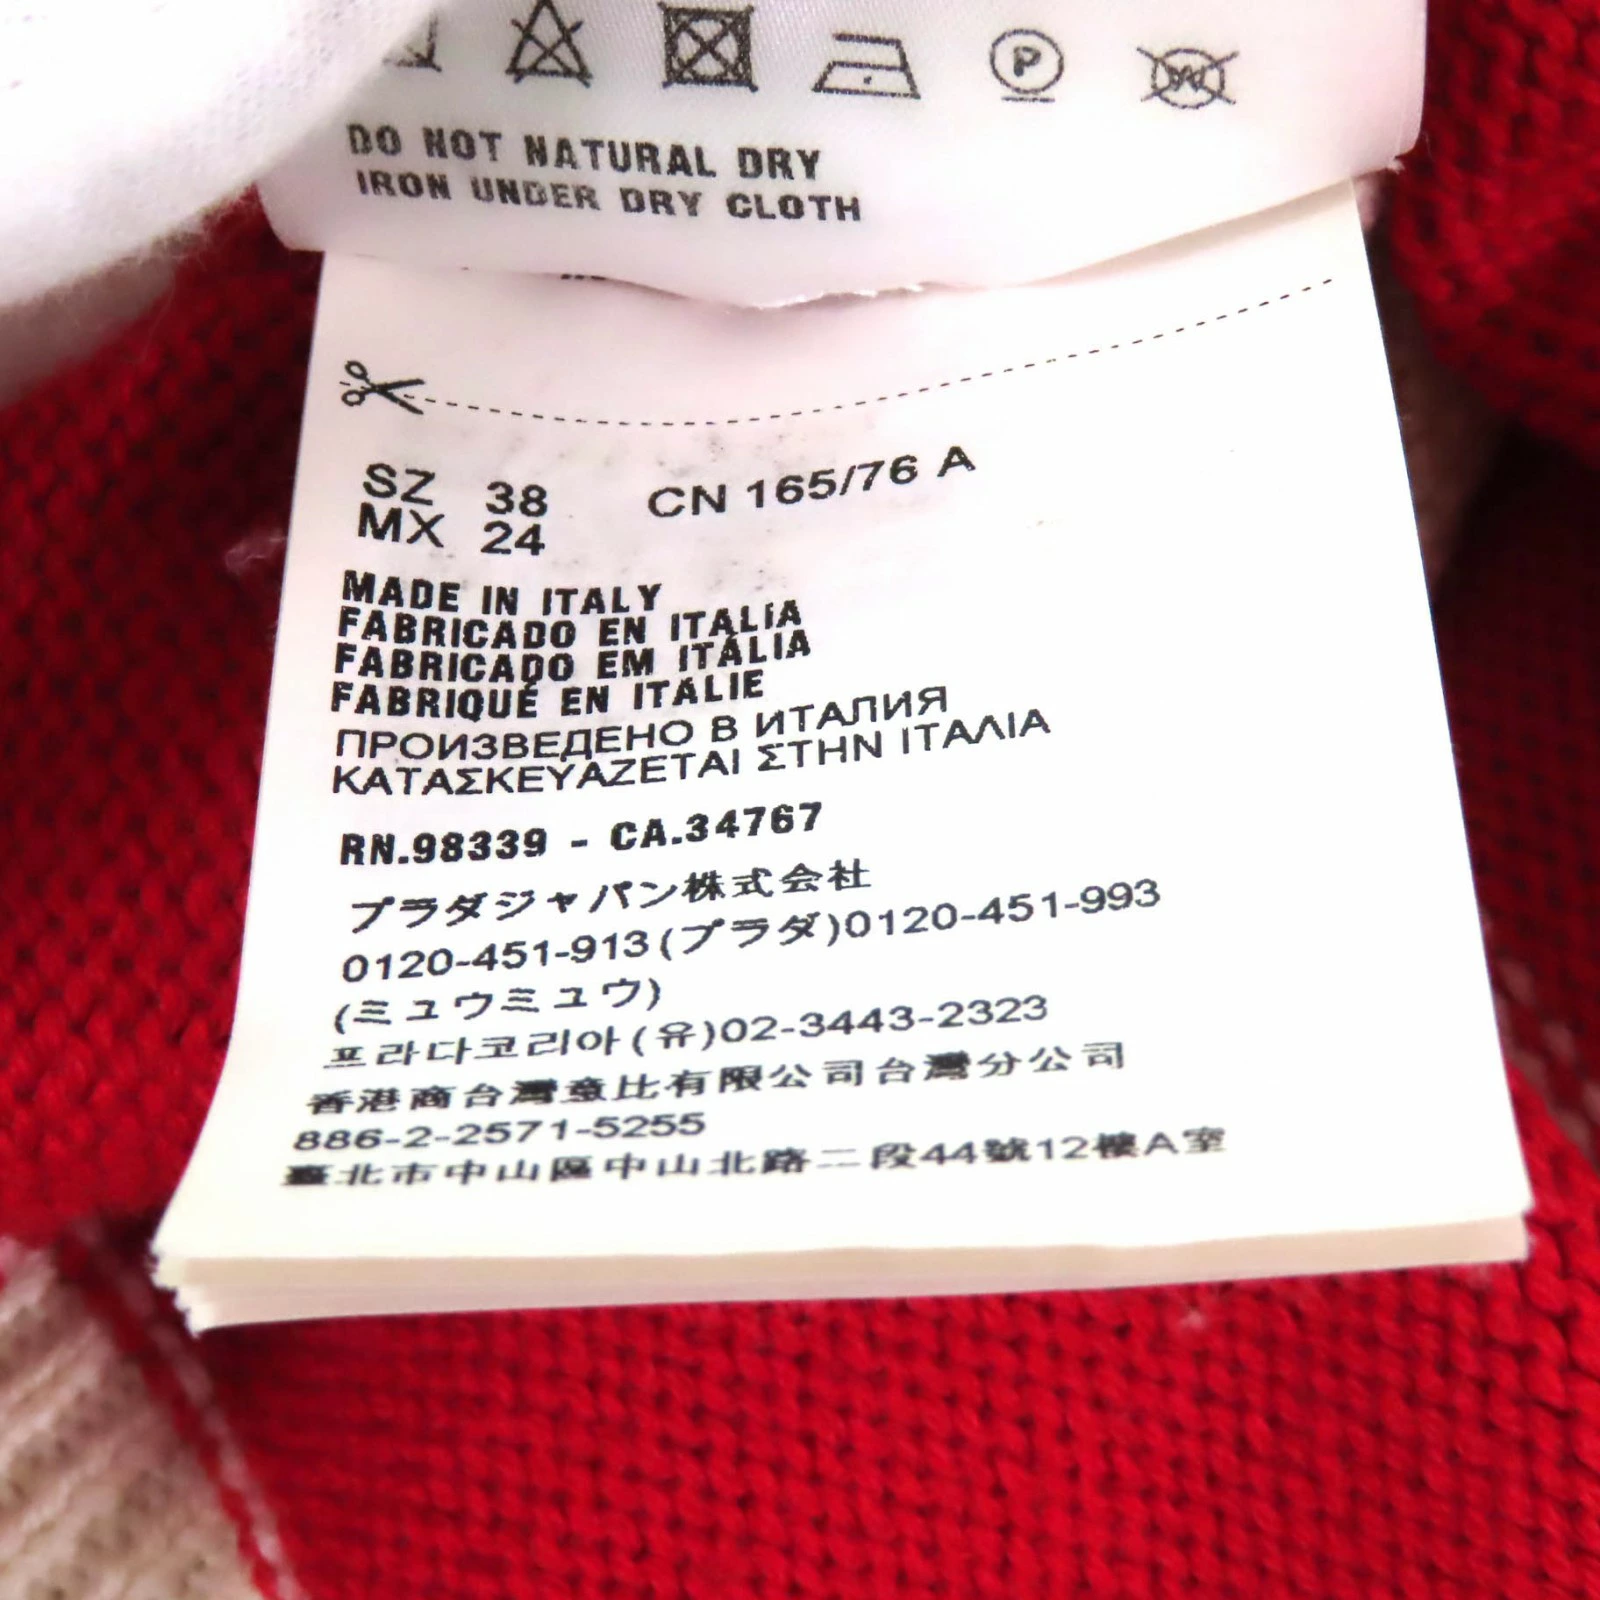 P
W
DO NOT NATURAL DRY
IRON UNDER DRY CLOTH
SZ 38 CN 165/76 A
MX 24
MADE IN ITALY
FABRICADO EN ITALIA
FABRICADO EM ITÁLIA
FABRIQUÉ EN ITALIE
ПРОИЗВЕДЕНО В ИТАЛИЯ
ΚΑΤΑΣΚΕΥΑΖΕΤΑΙ ΣΤΗΝ ΙΤΑΛΙΑ
RN.98339 - CA.34767
プラダジャパン株式会社
0120-451-913(プラダ)0120-451-993
(ミュウミュウ)
프라다코리아(유)02-3443-2323
香港商台灣壹比有限公司台灣分公司
886-2-2571-5255
臺北市中山區中山北路二段44號12樓A室